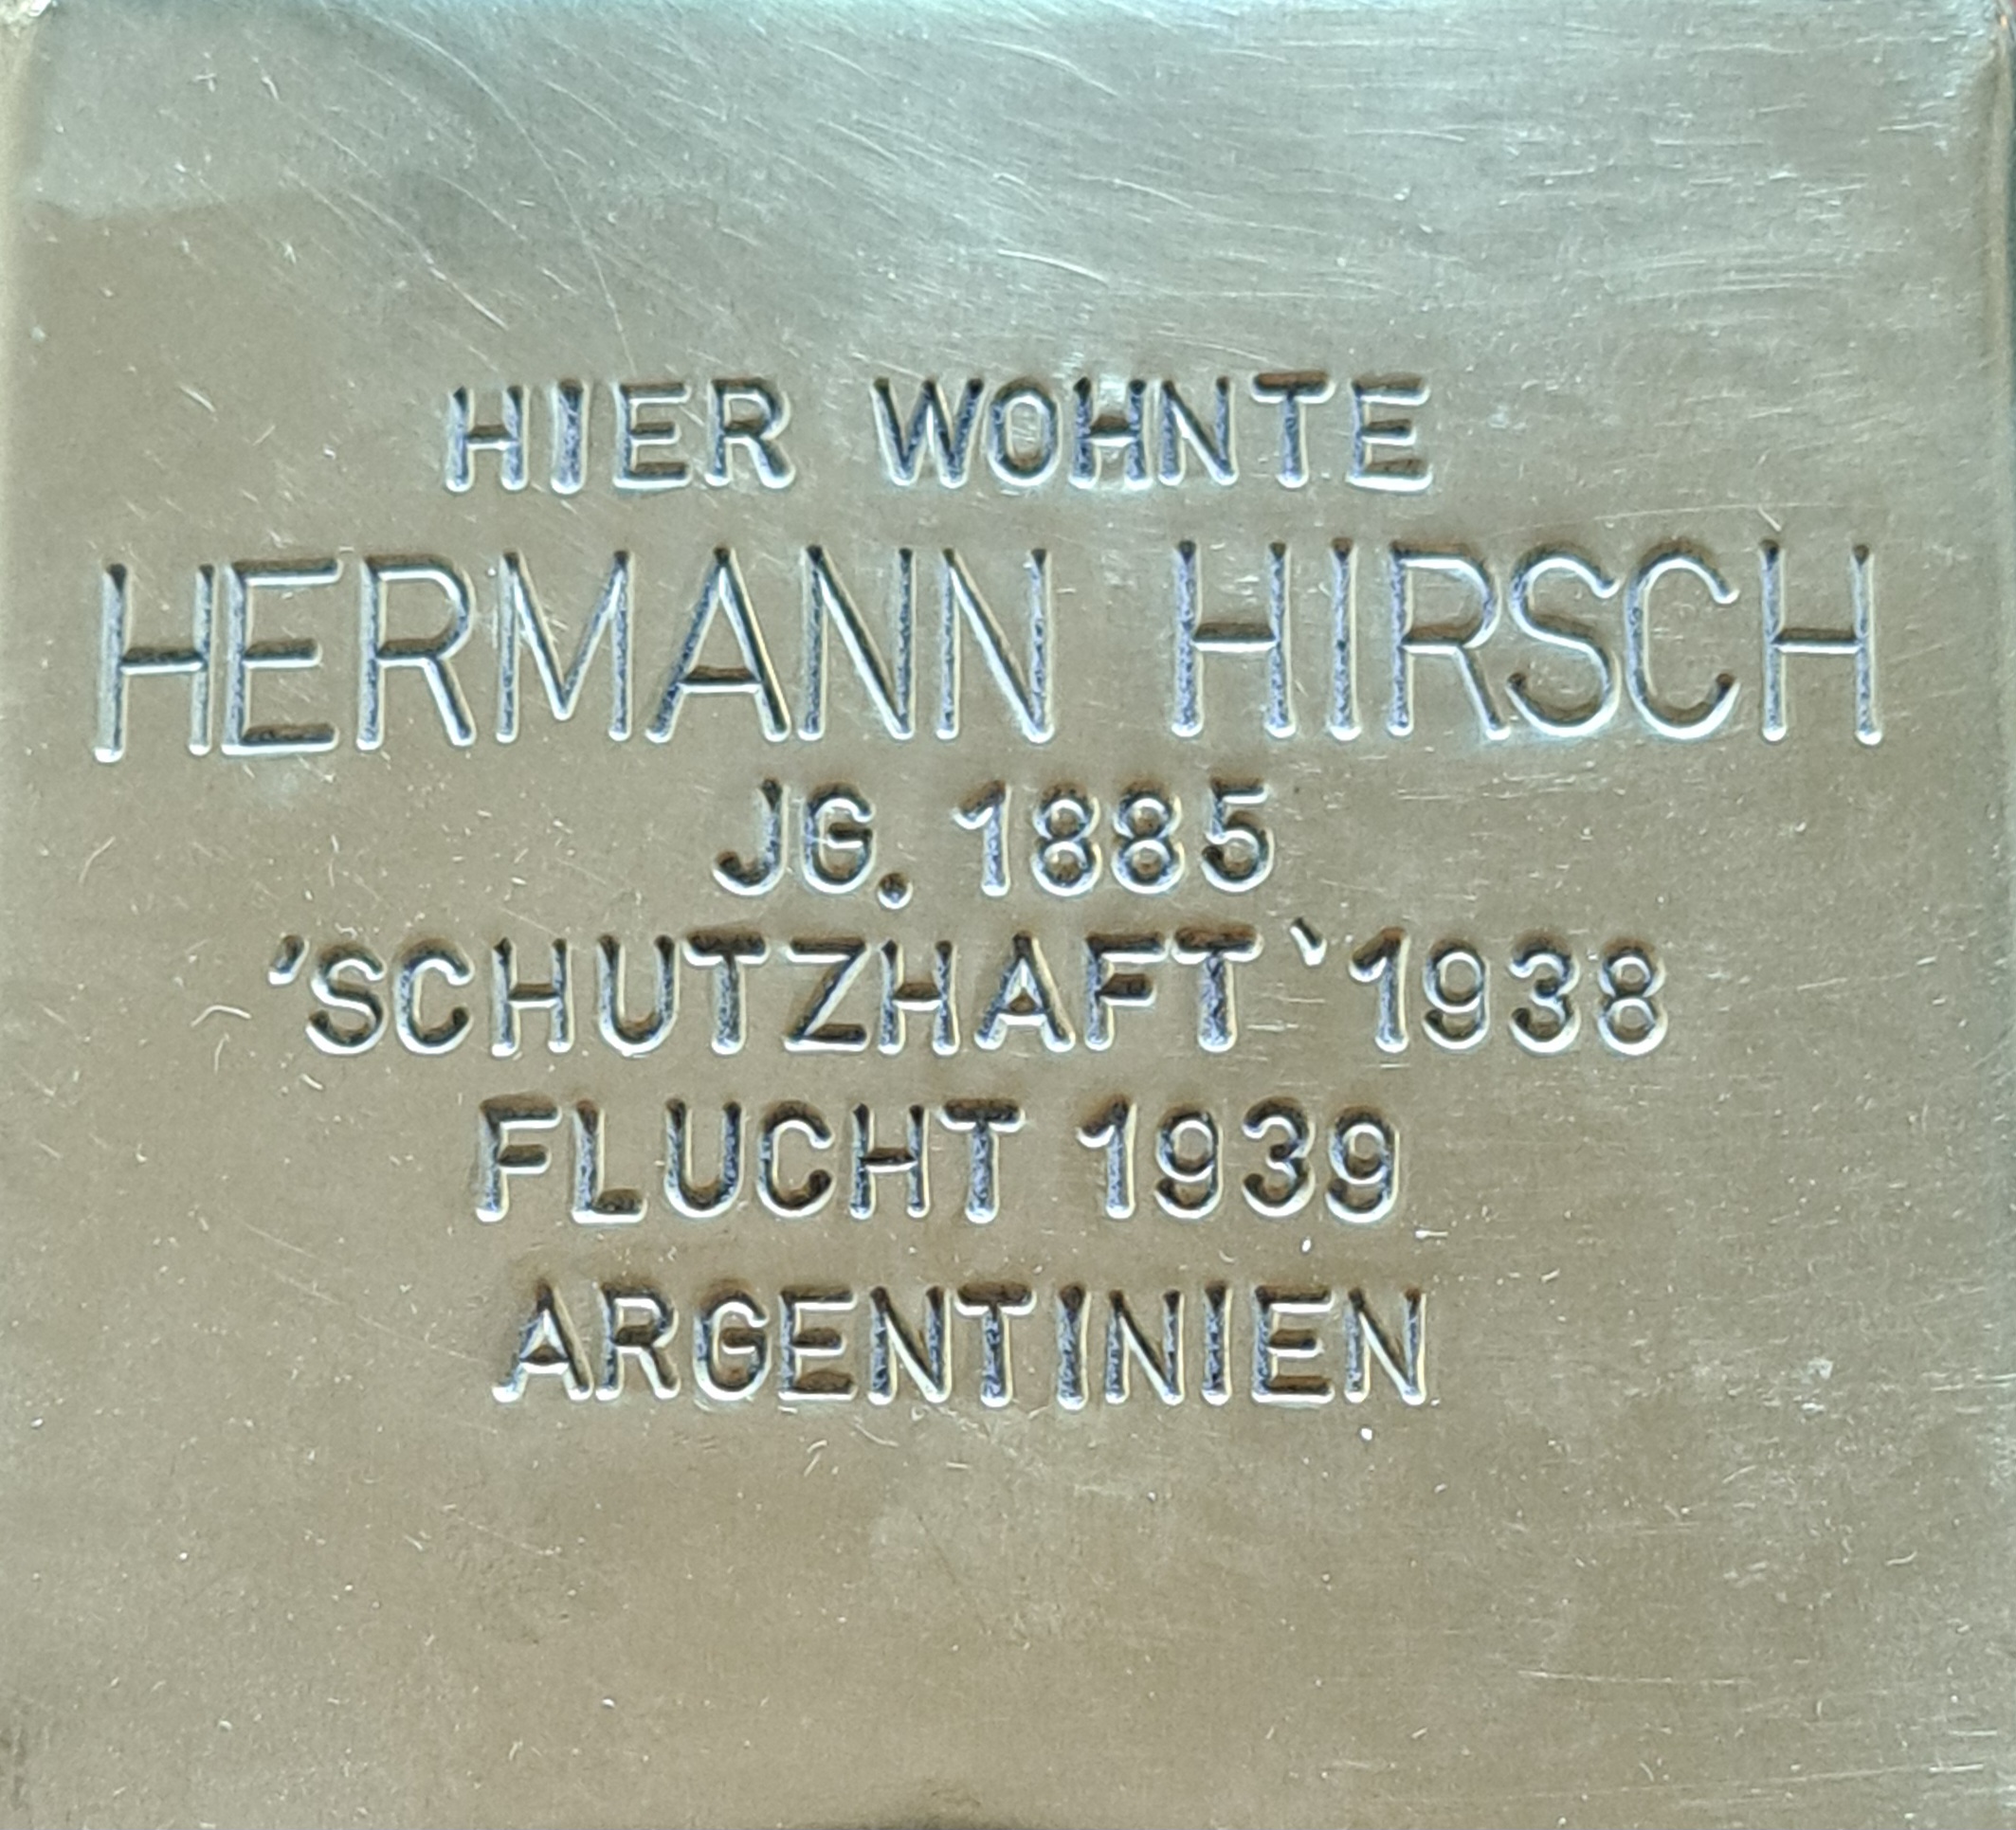 HIER WOHNTE
HERMANN HIRSCH
JG. 1885
'SCHUTZHAFT' 1938
FLUCHT 1939
ARGENTINIEN